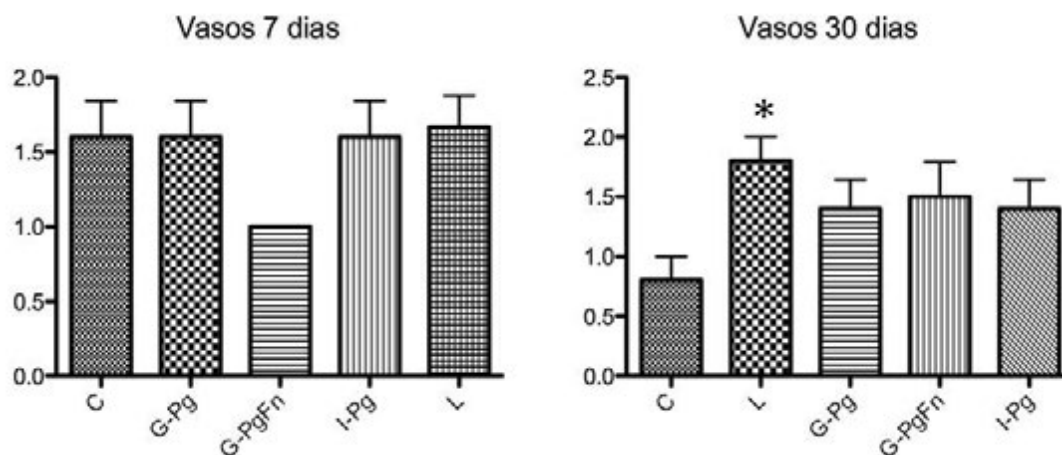 Vasos 7 dias
2.0
1.5
1.0
0.5
0.0
C
G-Pg
G-PgFn
I-Pg
L
Vasos 30 dias
2.5
2.0
1.5
1.0
0.5
0.0
*
C
L
G-Pg
G-PgFn
I-Pg